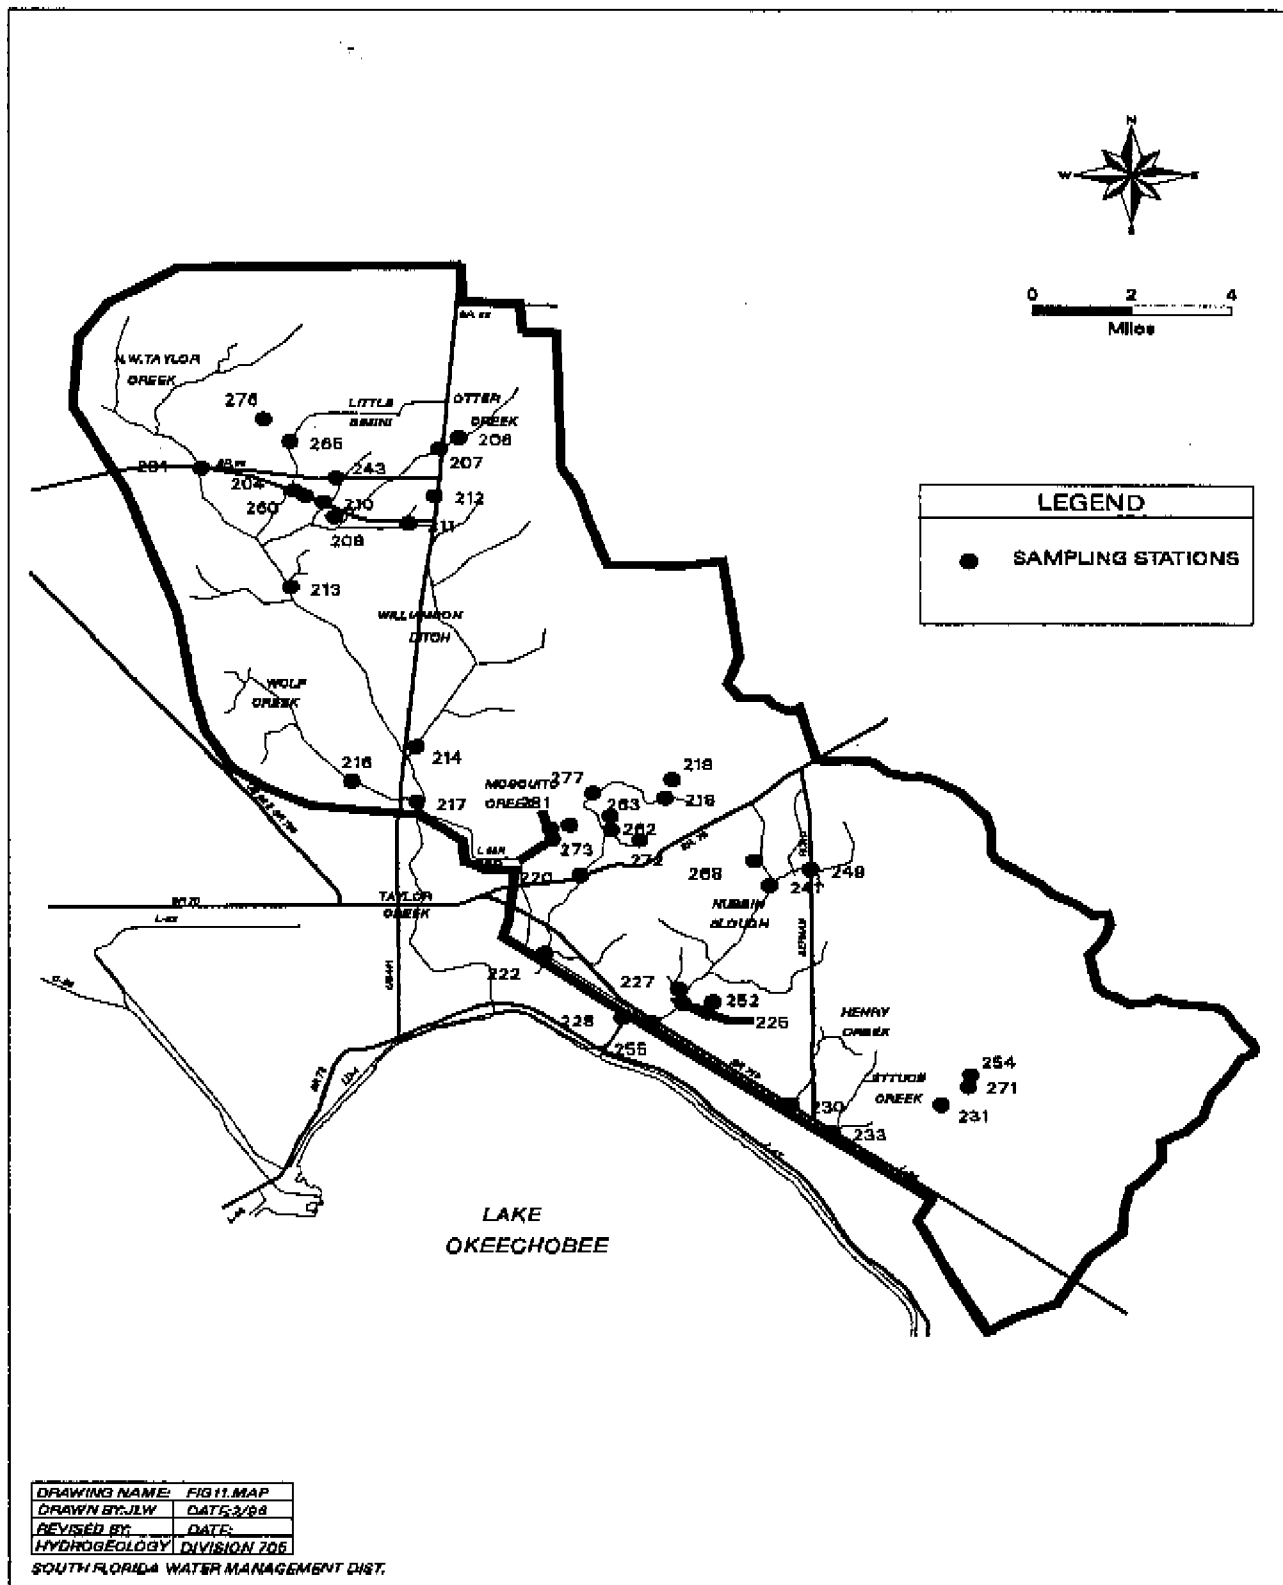 N
W
E
S
0 2 4
Miles
N.W. TAYLOR
CREEK
276
LITTLE
BIMINI
OTTER
CREEK
265
206
207
243
204
260
210
212
208
211
213
WILLIAMSON
DITCH
WOLF
CREEK
216
214
217
MOSQUITO
CREEK
277
218
281
263
262
273
220
268
249
247
NUBBIN
SLOUGH
SR 70
TAYLOR
CREEK
222
227
252
225
228
255
HENRY
CREEK
CREEK
254
271
231
230
233
LEGEND
SAMPLING STATIONS
LAKE
OKEECHOBEE
DRAWING NAME: FIG11.MAP
DRAWN BY:JLW DATE:
REVISED BY: DATE:
HYDROGEOLOGY DIVISION 705
SOUTH FLORIDA WATER MANAGEMENT DIST.